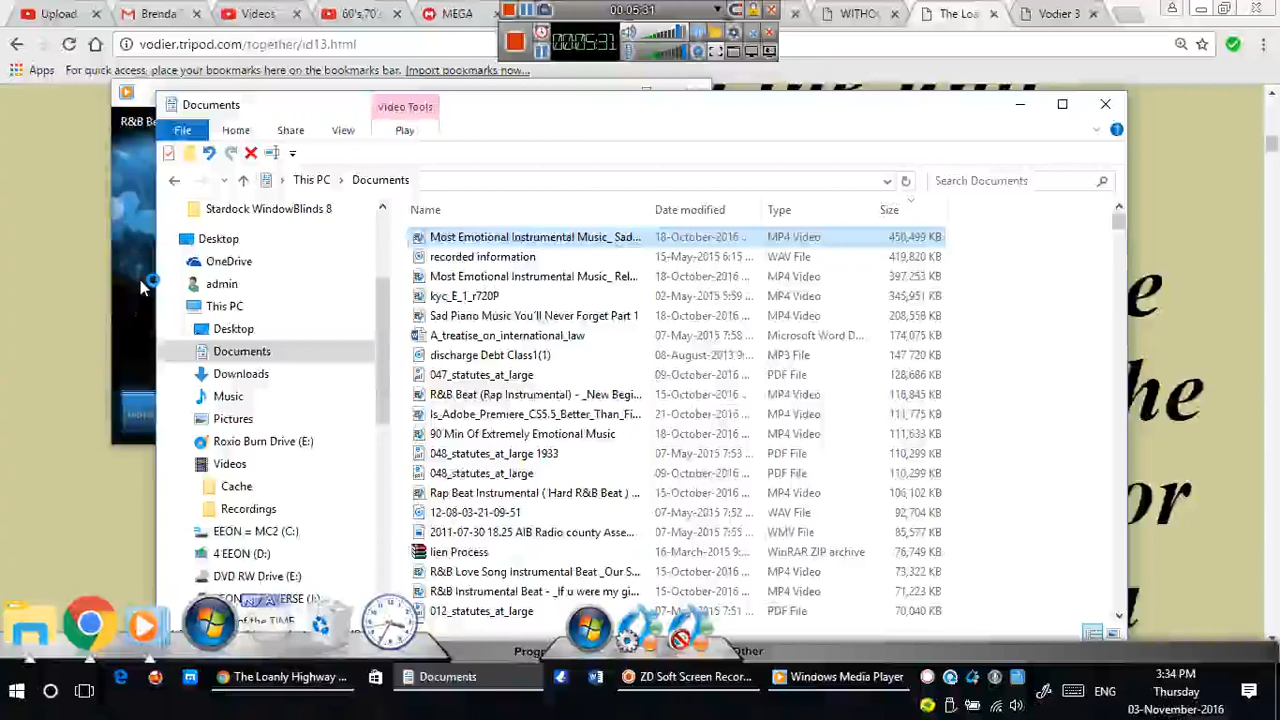 Upload
Brenda
Videos
60's,70's
MEGA
00:05:31
WITHO
The Lo
Vodier 3
vodier.tripod.com/together/id13.html
00:05:31
Apps For quick access, place your bookmarks here on the bookmarks bar. Import bookmarks now...
Documents
Video Tools
R&B Be
File Home Share View Play
This PC Documents
Search Documents
Stardock WindowBlinds 8
Desktop
OneDrive
admin
This PC
Desktop
Documents
Downloads
Music
Pictures
Roxio Burn Drive (E:)
Videos
Cache
Recordings
EEON = MC2 (C:)
4 EEON (D:)
DVD RW Drive (E:)
of the TIME
Name Date modified Type Size
Most Emotional Instrumental Music_ Sad... 18-October-2016 .. MP4 Video 450,499 KB
recorded information 15-May-2015 6:15 ... WAV File 419,820 KB
Most Emotional Instrumental Music_ Rel... 18-October-2016 ... MP4 Video 397,253 KB
kyc_E_1_r720P 02-May-2015 5:59 ... MP4 Video 345,951 KB
Sad Piano Music You'll Never Forget Part 1 18-October-2016 ... MP4 Video 208,558 KB
A_treatise_on_international_law 07-May-2015 7:58 ... Microsoft Word D... 174,075 KB
discharge Debt Class1(1) 08-August-2013 9:... MP3 File 147,720 KB
047_statutes_at_large 09-October-2016 ... PDF File 128,686 KB
R&B Beat (Rap Instrumental) - _New Begi... 15-October-2016 ... MP4 Video 116,845 KB
Is_Adobe_Premiere_CS5.5_Better_Than_Fi... 21-October-2016 ... MP4 Video 111,775 KB
90 Min Of Extremely Emotional Music 18-October-2016 ... MP4 Video 111,633 KB
048_statutes_at_large 1933 07-May-2015 7:53 ... PDF File 110,299 KB
048_statutes_at_large 09-October-2016 ... PDF File 110,299 KB
Rap Beat Instrumental ( Hard R&B Beat ) ... 15-October-2016 ... MP4 Video 106,102 KB
12-08-03-21-09-51 07-May-2015 7:52 ... WAV File 92,704 KB
2011-07-30 18.25 AIB Radio county Asse... 07-May-2015 7:55 ... WMV File 85,577 KB
lien Process 16-March-2015 9:... WinRAR ZIP archive 76,749 KB
R&B Love Song Instrumental Beat _Our S... 15-October-2016 ... MP4 Video 73,322 KB
R&B Instrumental Beat - _If u were my gi... 15-October-2016 ... MP4 Video 71,223 KB
012_statutes_at_large 07-May-2015 7:51 ... PDF File 70,040 KB
e
he
or
N/A
Prog
Other
The Loanly Highway ...
Documents
ZD Soft Screen Recor...
Windows Media Player
ENG
3:34 PM
Thursday
03-November-2016